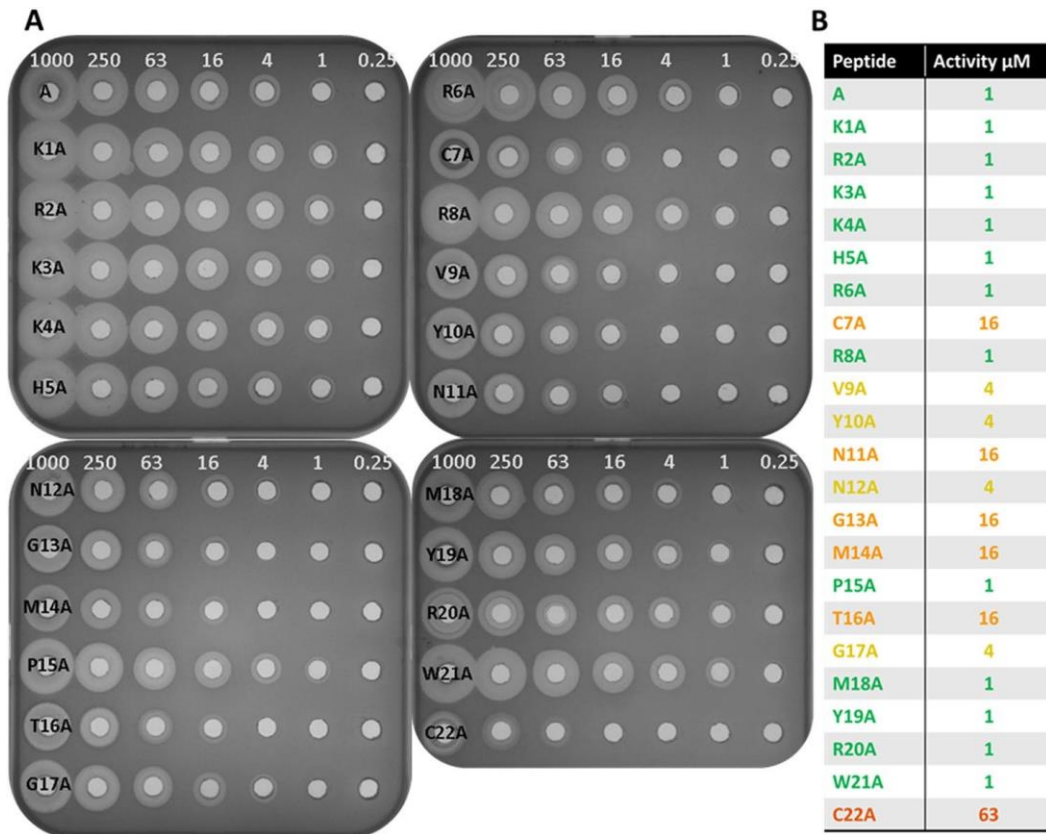 A
1000 250 63 16 4 1 0.25
A
K1A
R2A
K3A
K4A
H5A
1000 250 63 16 4 1 0.25
R6A
C7A
R8A
V9A
Y10A
N11A
1000 250 63 16 4 1 0.25
N12A
G13A
M14A
P15A
T16A
G17A
1000 250 63 16 4 1 0.25
M18A
Y19A
R20A
W21A
C22A
B
Peptide Activity μM
A 1
K1A 1
R2A 1
K3A 1
K4A 1
H5A 1
R6A 1
C7A 16
R8A 1
V9A 4
Y10A 4
N11A 16
N12A 4
G13A 16
M14A 16
P15A 1
T16A 16
G17A 4
M18A 1
Y19A 1
R20A 1
W21A 1
C22A 63